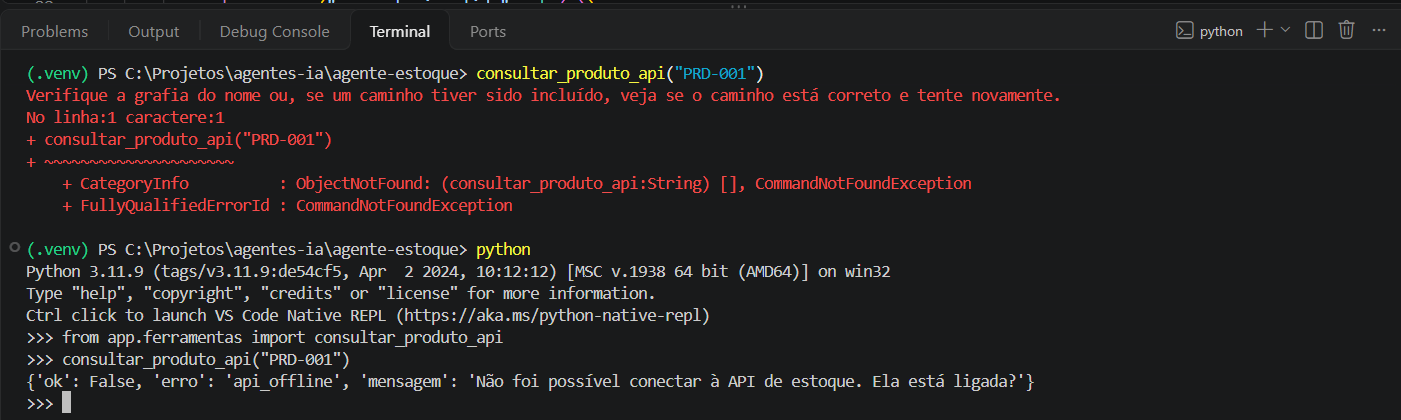 Problems Output Debug Console Terminal Ports python
(.venv) PS C:\Projetos\agentes-ia\agente-estoque> consultar_produto_api("PRD-001")
Verifique a grafia do nome ou, se um caminho tiver sido incluído, veja se o caminho está correto e tente novamente.
No linha:1 caractere:1
+ consultar_produto_api("PRD-001")
+ ~~~~~~~~~~~~~~~~~~~~~
+ CategoryInfo : ObjectNotFound: (consultar_produto_api:String) [], CommandNotFoundException
+ FullyQualifiedErrorId : CommandNotFoundException
(.venv) PS C:\Projetos\agentes-ia\agente-estoque> python
Python 3.11.9 (tags/v3.11.9:de54cf5, Apr  2 2024, 10:12:12) [MSC v.1938 64 bit (AMD64)] on win32
Type "help", "copyright", "credits" or "license" for more information.
Ctrl click to launch VS Code Native REPL (https://aka.ms/python-native-repl)
>>> from app.ferramentas import consultar_produto_api
>>> consultar_produto_api("PRD-001")
{'ok': False, 'erro': 'api_offline', 'mensagem': 'Não foi possível conectar à API de estoque. Ela está ligada?'}
>>>